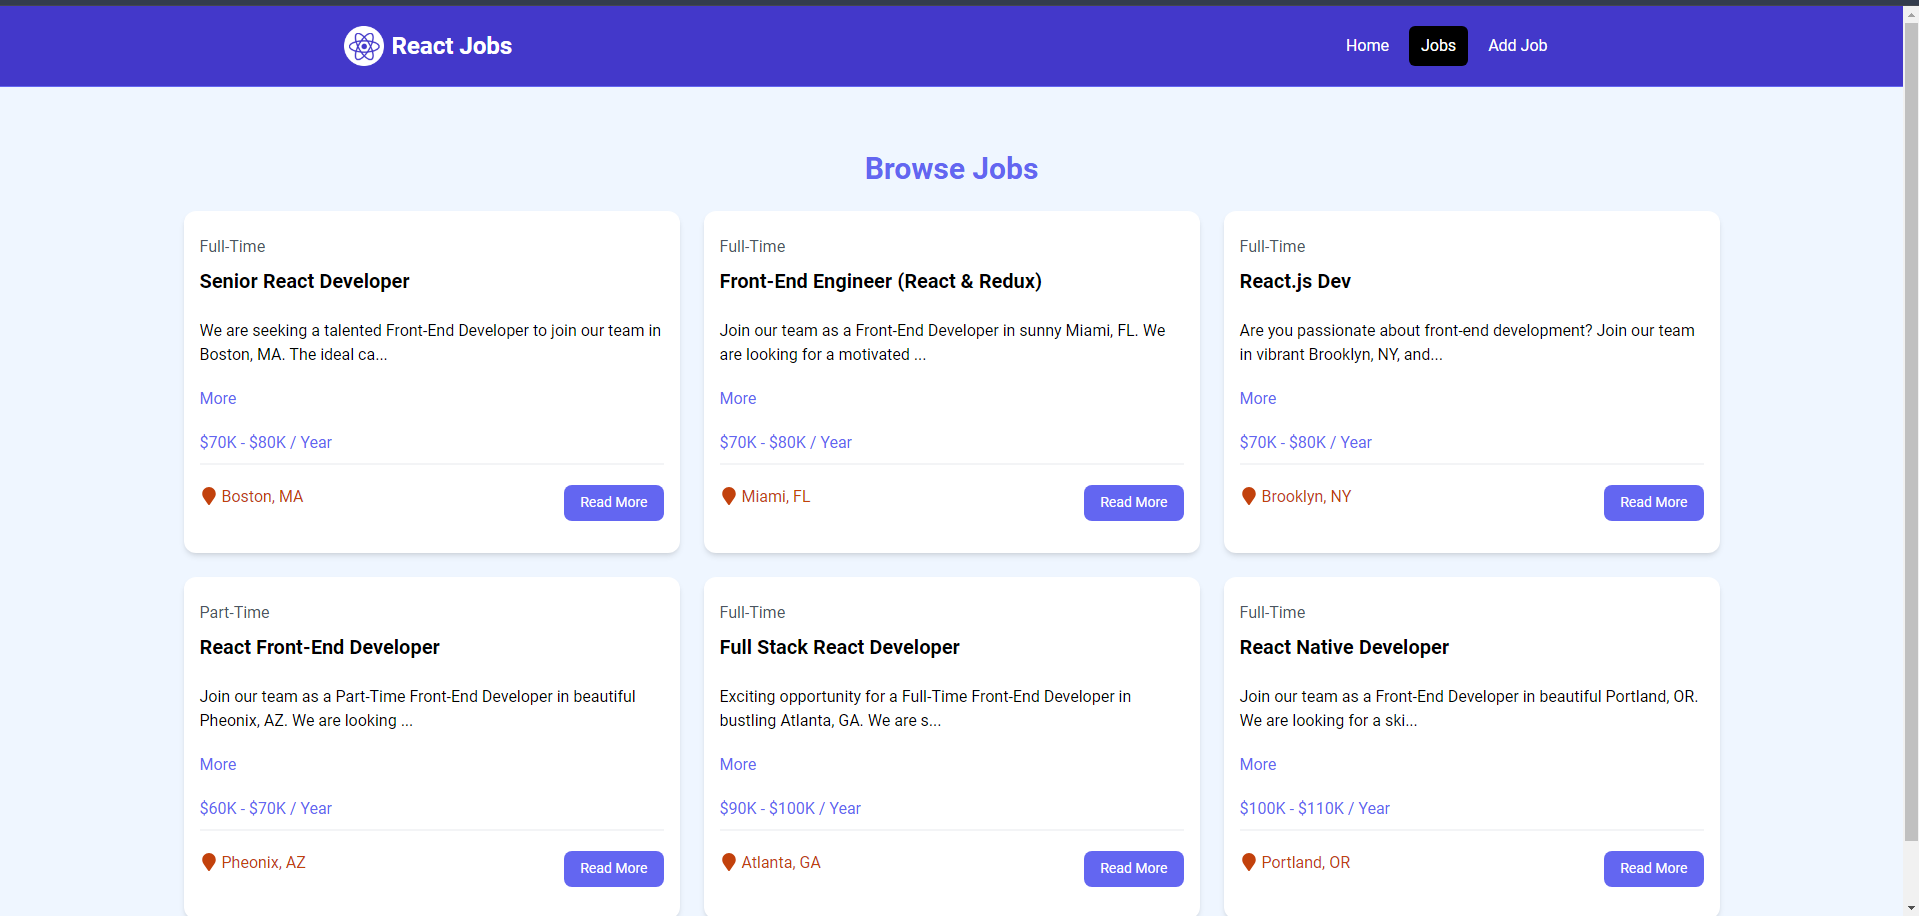 React Jobs
Home
Jobs
Add Job
Browse Jobs
Full-Time
Senior React Developer
We are seeking a talented Front-End Developer to join our team in
Boston, MA. The ideal ca...
More
$70K - $80K / Year
Boston, MA
Read More
Full-Time
Front-End Engineer (React & Redux)
Join our team as a Front-End Developer in sunny Miami, FL. We
are looking for a motivated ...
More
$70K - $80K / Year
Miami, FL
Read More
Full-Time
React.js Dev
Are you passionate about front-end development? Join our team
in vibrant Brooklyn, NY, and...
More
$70K - $80K / Year
Brooklyn, NY
Read More
Part-Time
React Front-End Developer
Join our team as a Part-Time Front-End Developer in beautiful
Pheonix, AZ. We are looking ...
More
$60K - $70K / Year
Pheonix, AZ
Read More
Full-Time
Full Stack React Developer
Exciting opportunity for a Full-Time Front-End Developer in
bustling Atlanta, GA. We are s...
More
$90K - $100K / Year
Atlanta, GA
Read More
Full-Time
React Native Developer
Join our team as a Front-End Developer in beautiful Portland, OR.
We are looking for a ski...
More
$100K - $110K / Year
Portland, OR
Read More